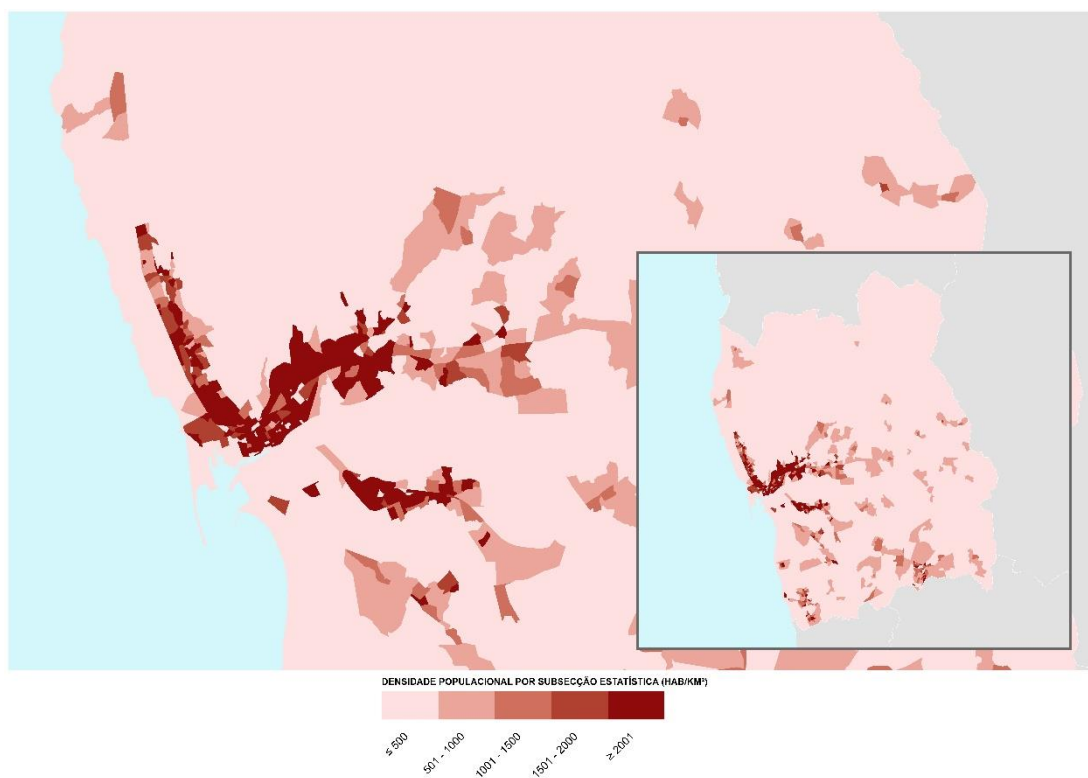 DENSIDADE POPULACIONAL POR SUBSECÇÃO ESTATÍSTICA (HAB/KM²)
≤ 500
501 - 1000
1001 - 1500
1501 - 2000
≥ 2001